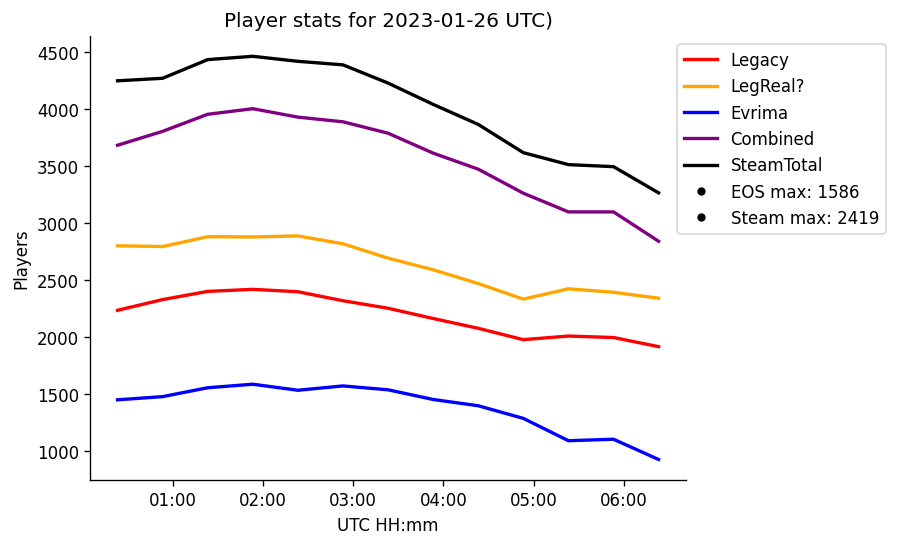 Player stats for 2023-01-26 UTC)
Legacy
LegReal?
Evrima
Combined
SteamTotal
EOS max: 1586
Steam max: 2419
Players
4500
4000
3500
3000
2500
2000
1500
1000
01:00 02:00 03:00 04:00 05:00 06:00
UTC HH:mm